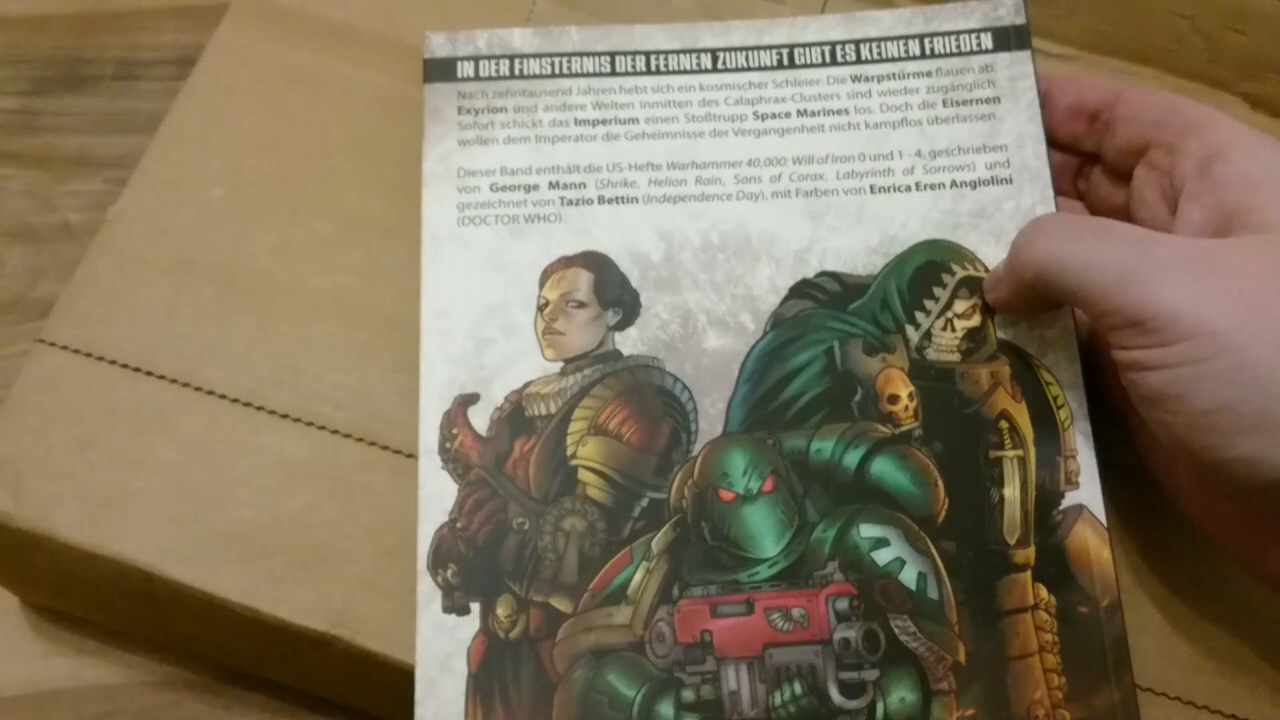 IN DER FINSTERNIS DER FERNEN ZUKUNFT GIBT ES KEINEN FRIEDEN
Nach zehntausend Jahren hebt sich ein kosmischer Schleier: Die Warpstürme flauen ab,
Exyrion und andere Welten inmitten des Calaphrax-Clusters sind wieder zugänglich.
Sofort schickt das Imperium einen Stoßtrupp Space Marines los. Doch die Eisernen
wollen dem Imperator die Geheimnisse der Vergangenheit nicht kampflos überlassen.
Dieser Band enthält die US-Hefte Warhammer 40,000: Will of Iron 0 und 1 - 4, geschrieben
von George Mann (Shrike, Helion Rain, Sons of Corax, Labyrinth of Sorrows) und
gezeichnet von Tazio Bettin (Independence Day), mit Farben von Enrica Eren Angiolini
(DOCTOR WHO)